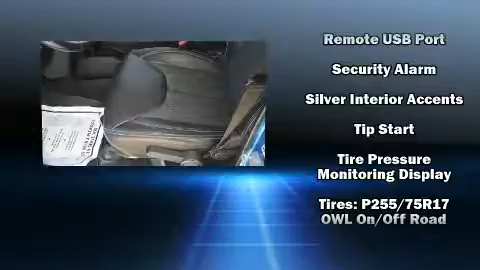 Remote USB Port
Security Alarm
Silver Interior Accents
Tip Start
Tire Pressure
Monitoring Display
Tires: P255/75R17
OWL On/Off Road